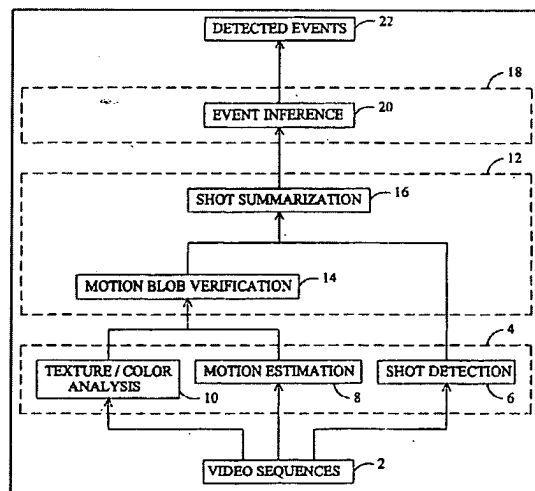 DETECTED EVENTS
22
18
EVENT INFERENCE
20
12
SHOT SUMMARIZATION
16
MOTION BLOB VERIFICATION
14
4
TEXTURE / COLOR
ANALYSIS
10
MOTION ESTIMATION
8
SHOT DETECTION
6
VIDEO SEQUENCES
2